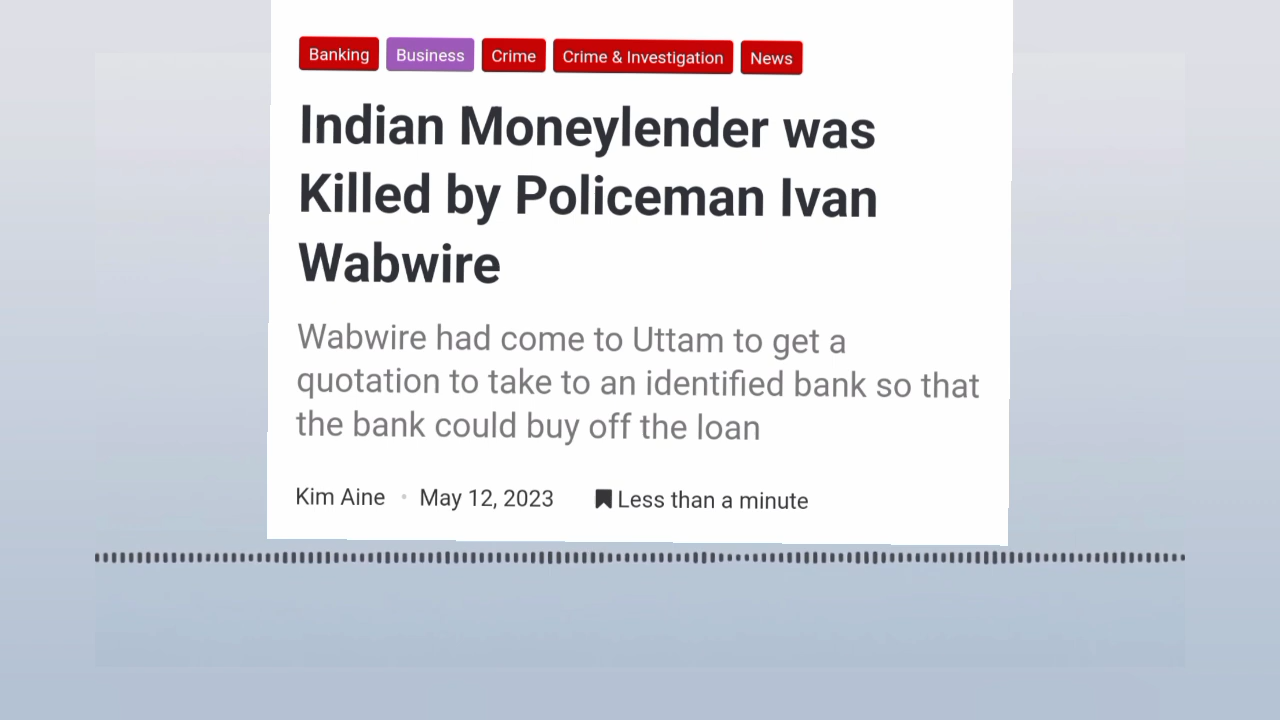 Banking Business Crime Crime & Investigation News
Indian Moneylender was
Killed by Policeman Ivan
Wabwire
Wabwire had come to Uttam to get a
quotation to take to an identified bank so that
the bank could buy off the loan
Kim Aine • May 12, 2023 Less than a minute